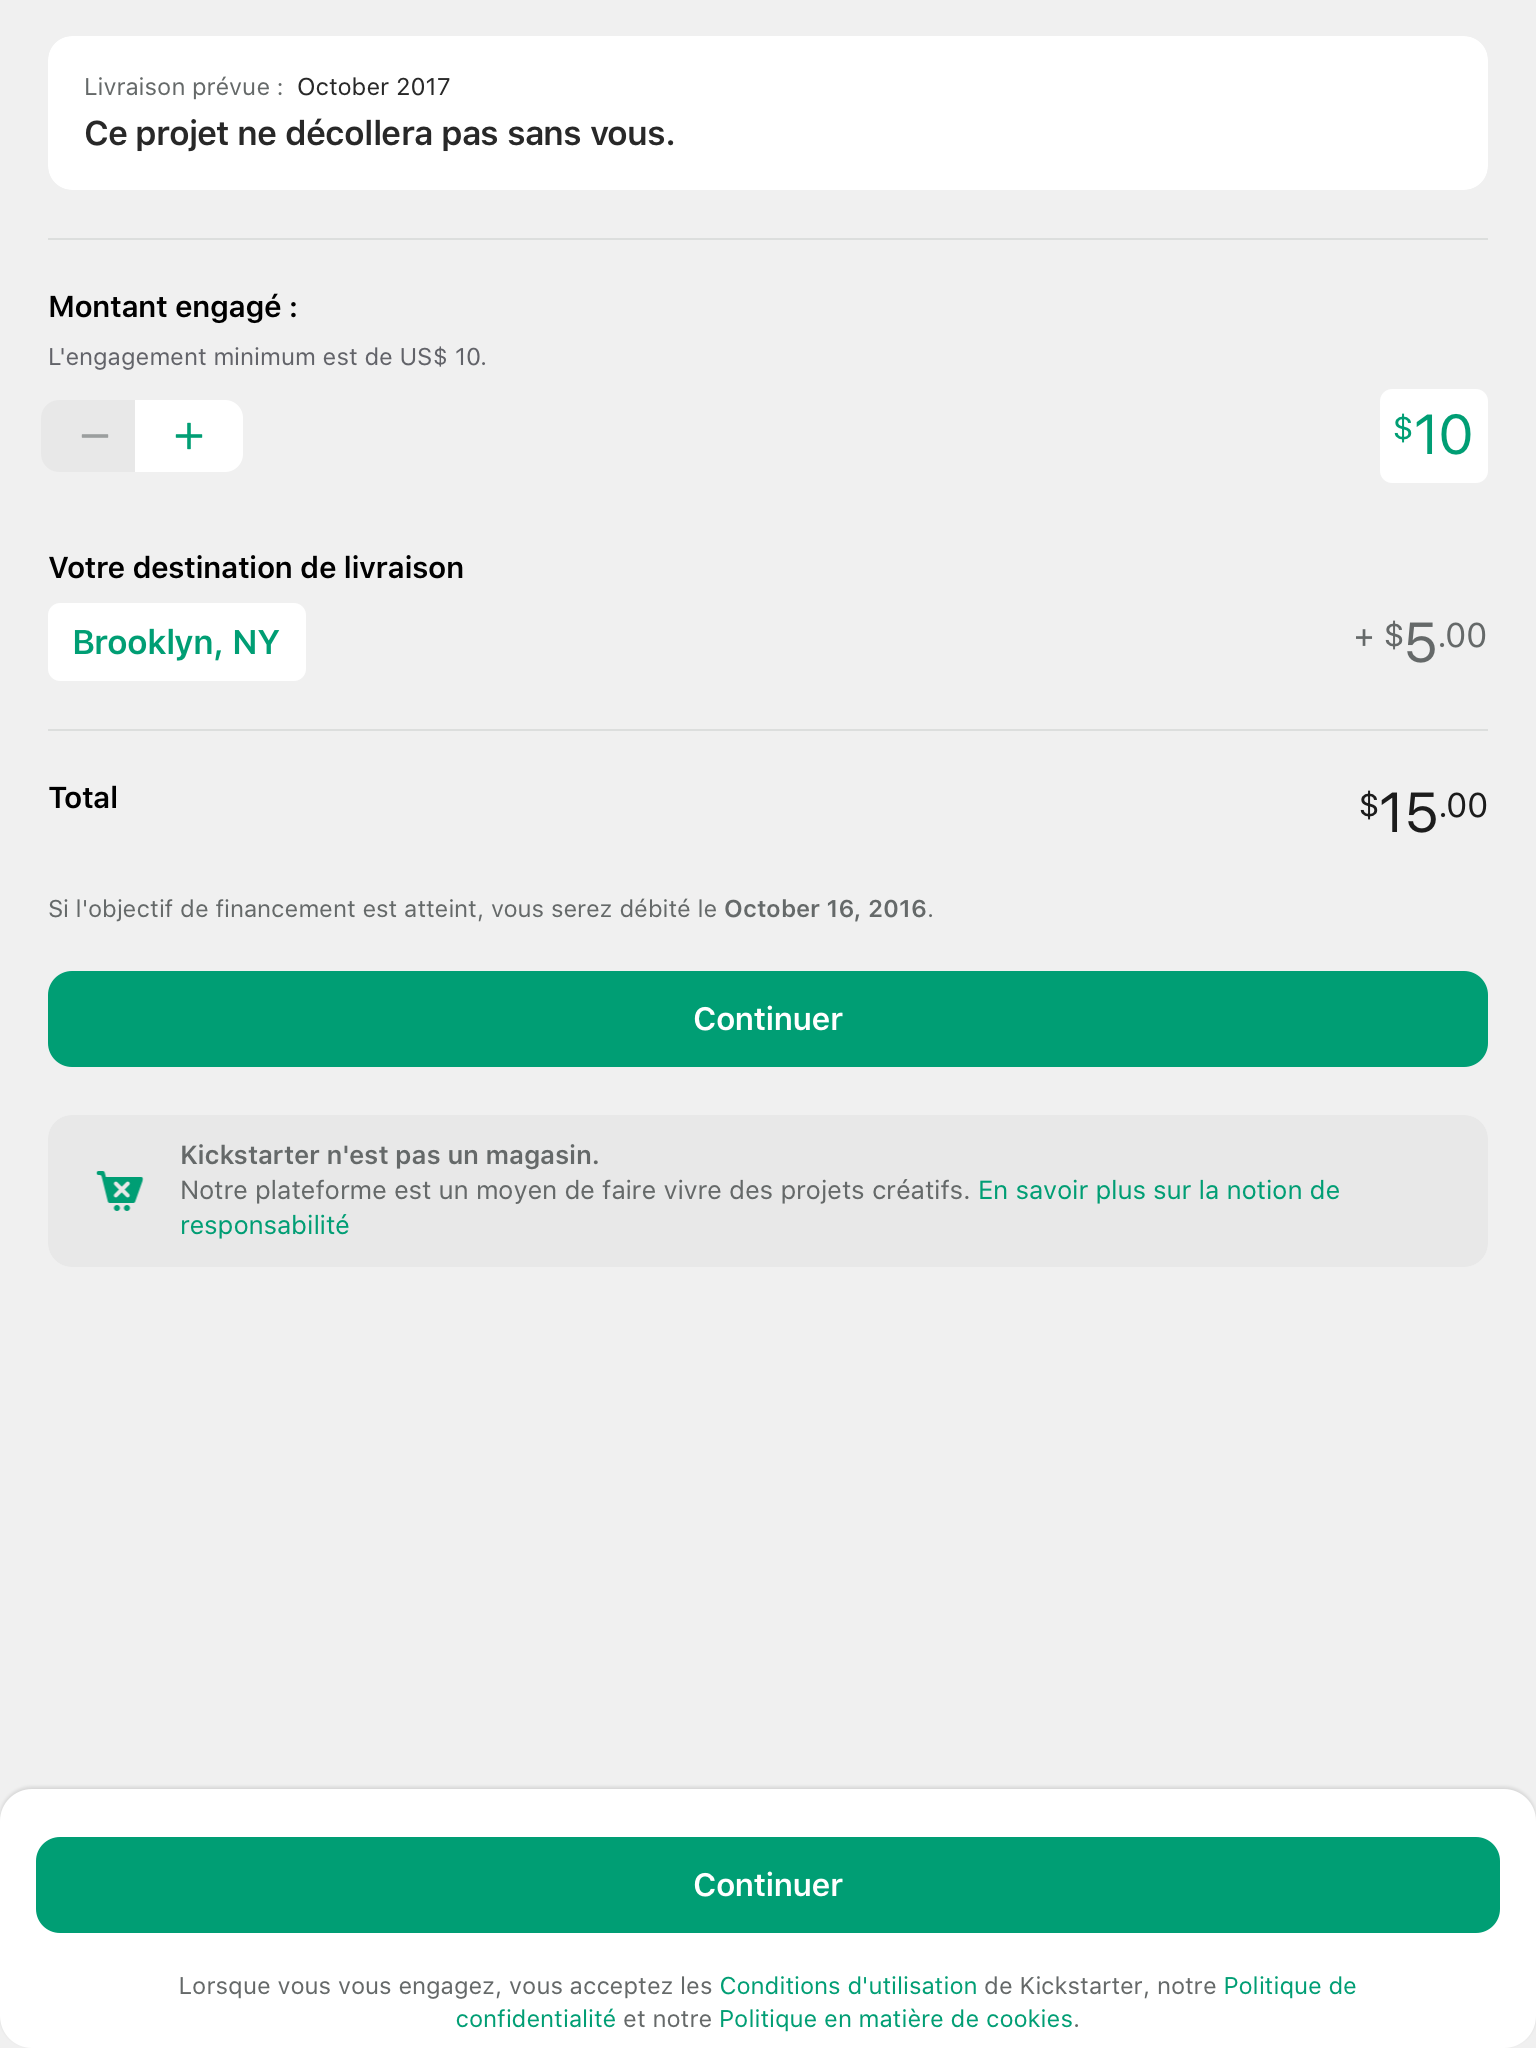 Livraison prévue : October 2017
Ce projet ne décollera pas sans vous.
Montant engagé :
L'engagement minimum est de US$ 10.
− +
$10
Votre destination de livraison
Brooklyn, NY
+ $5.00
Total
$15.00
Si l'objectif de financement est atteint, vous serez débité le October 16, 2016.
Continuer
Kickstarter n'est pas un magasin.
Notre plateforme est un moyen de faire vivre des projets créatifs. En savoir plus sur la notion de
responsabilité
Continuer
Lorsque vous vous engagez, vous acceptez les Conditions d'utilisation de Kickstarter, notre Politique de
confidentialité et notre Politique en matière de cookies.